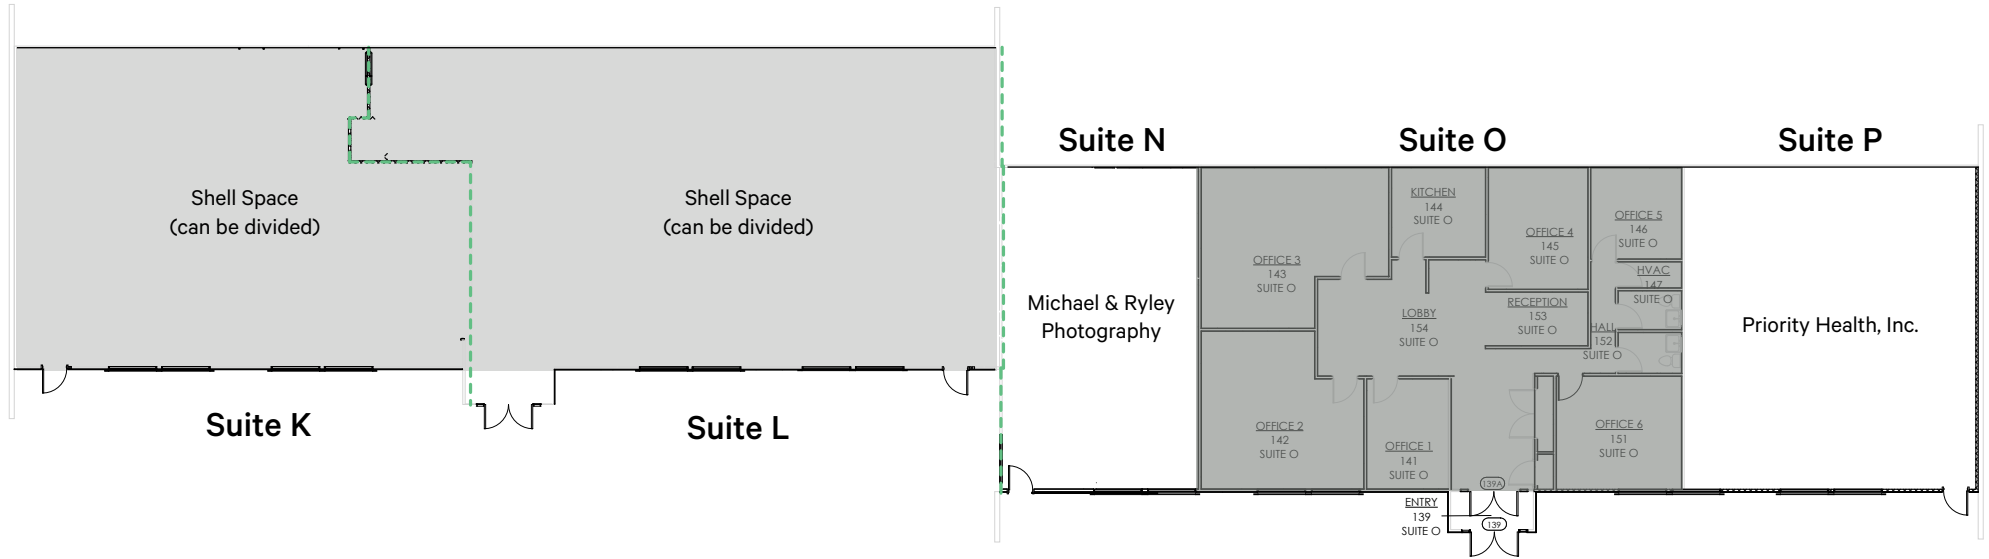 Suite N
Suite O
Suite P
Shell Space
(can be divided)
Shell Space
(can be divided)
KITCHEN
144
SUITE O
OFFICE 5
146
SUITE O
OFFICE 4
145
SUITE O
OFFICE 3
143
SUITE O
HVAC
147
SUITE O
Michael & Ryley
Photography
LOBBY
154
SUITE O
RECEPTION
153
SUITE O
HALL
152
SUITE O
Priority Health, Inc.
Suite K
Suite L
OFFICE 2
142
SUITE O
OFFICE 1
141
SUITE O
OFFICE 6
151
SUITE O
139A
ENTRY
139
SUITE O
139